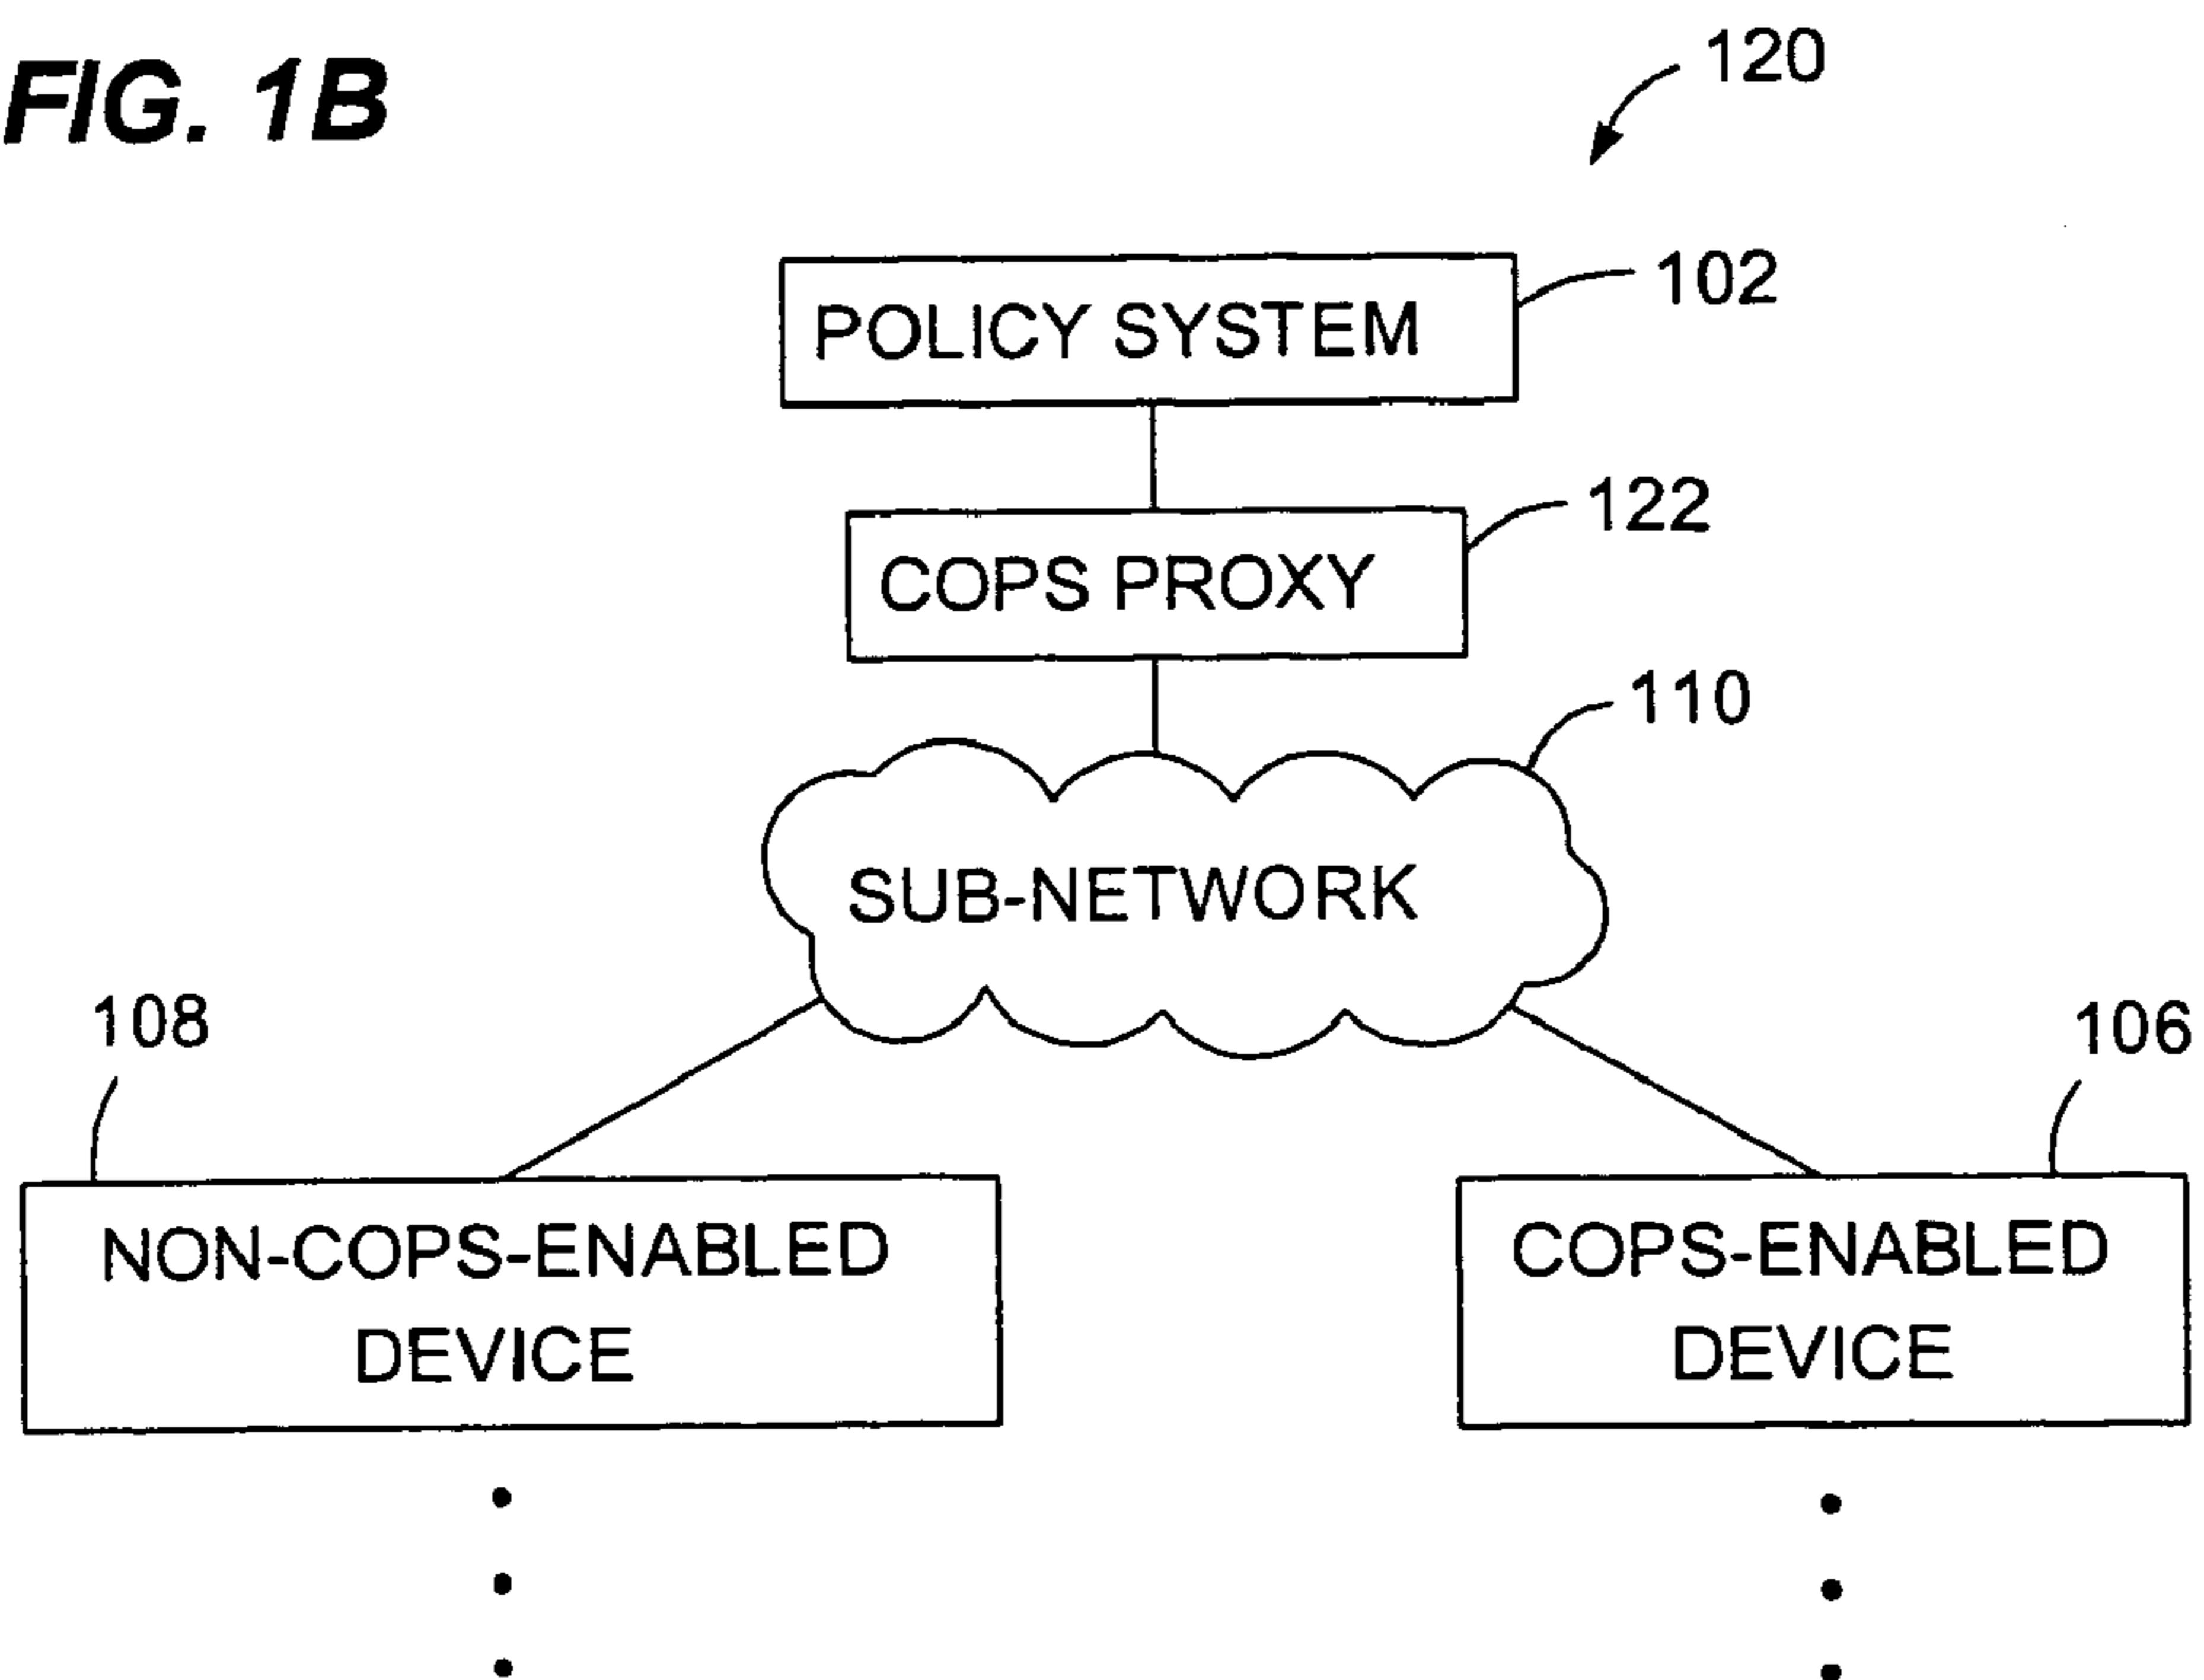 FIG. 1B
120
POLICY SYSTEM
102
COPS PROXY
122
110
SUB-NETWORK
108
106
NON-COPS-ENABLED
DEVICE
COPS-ENABLED
DEVICE